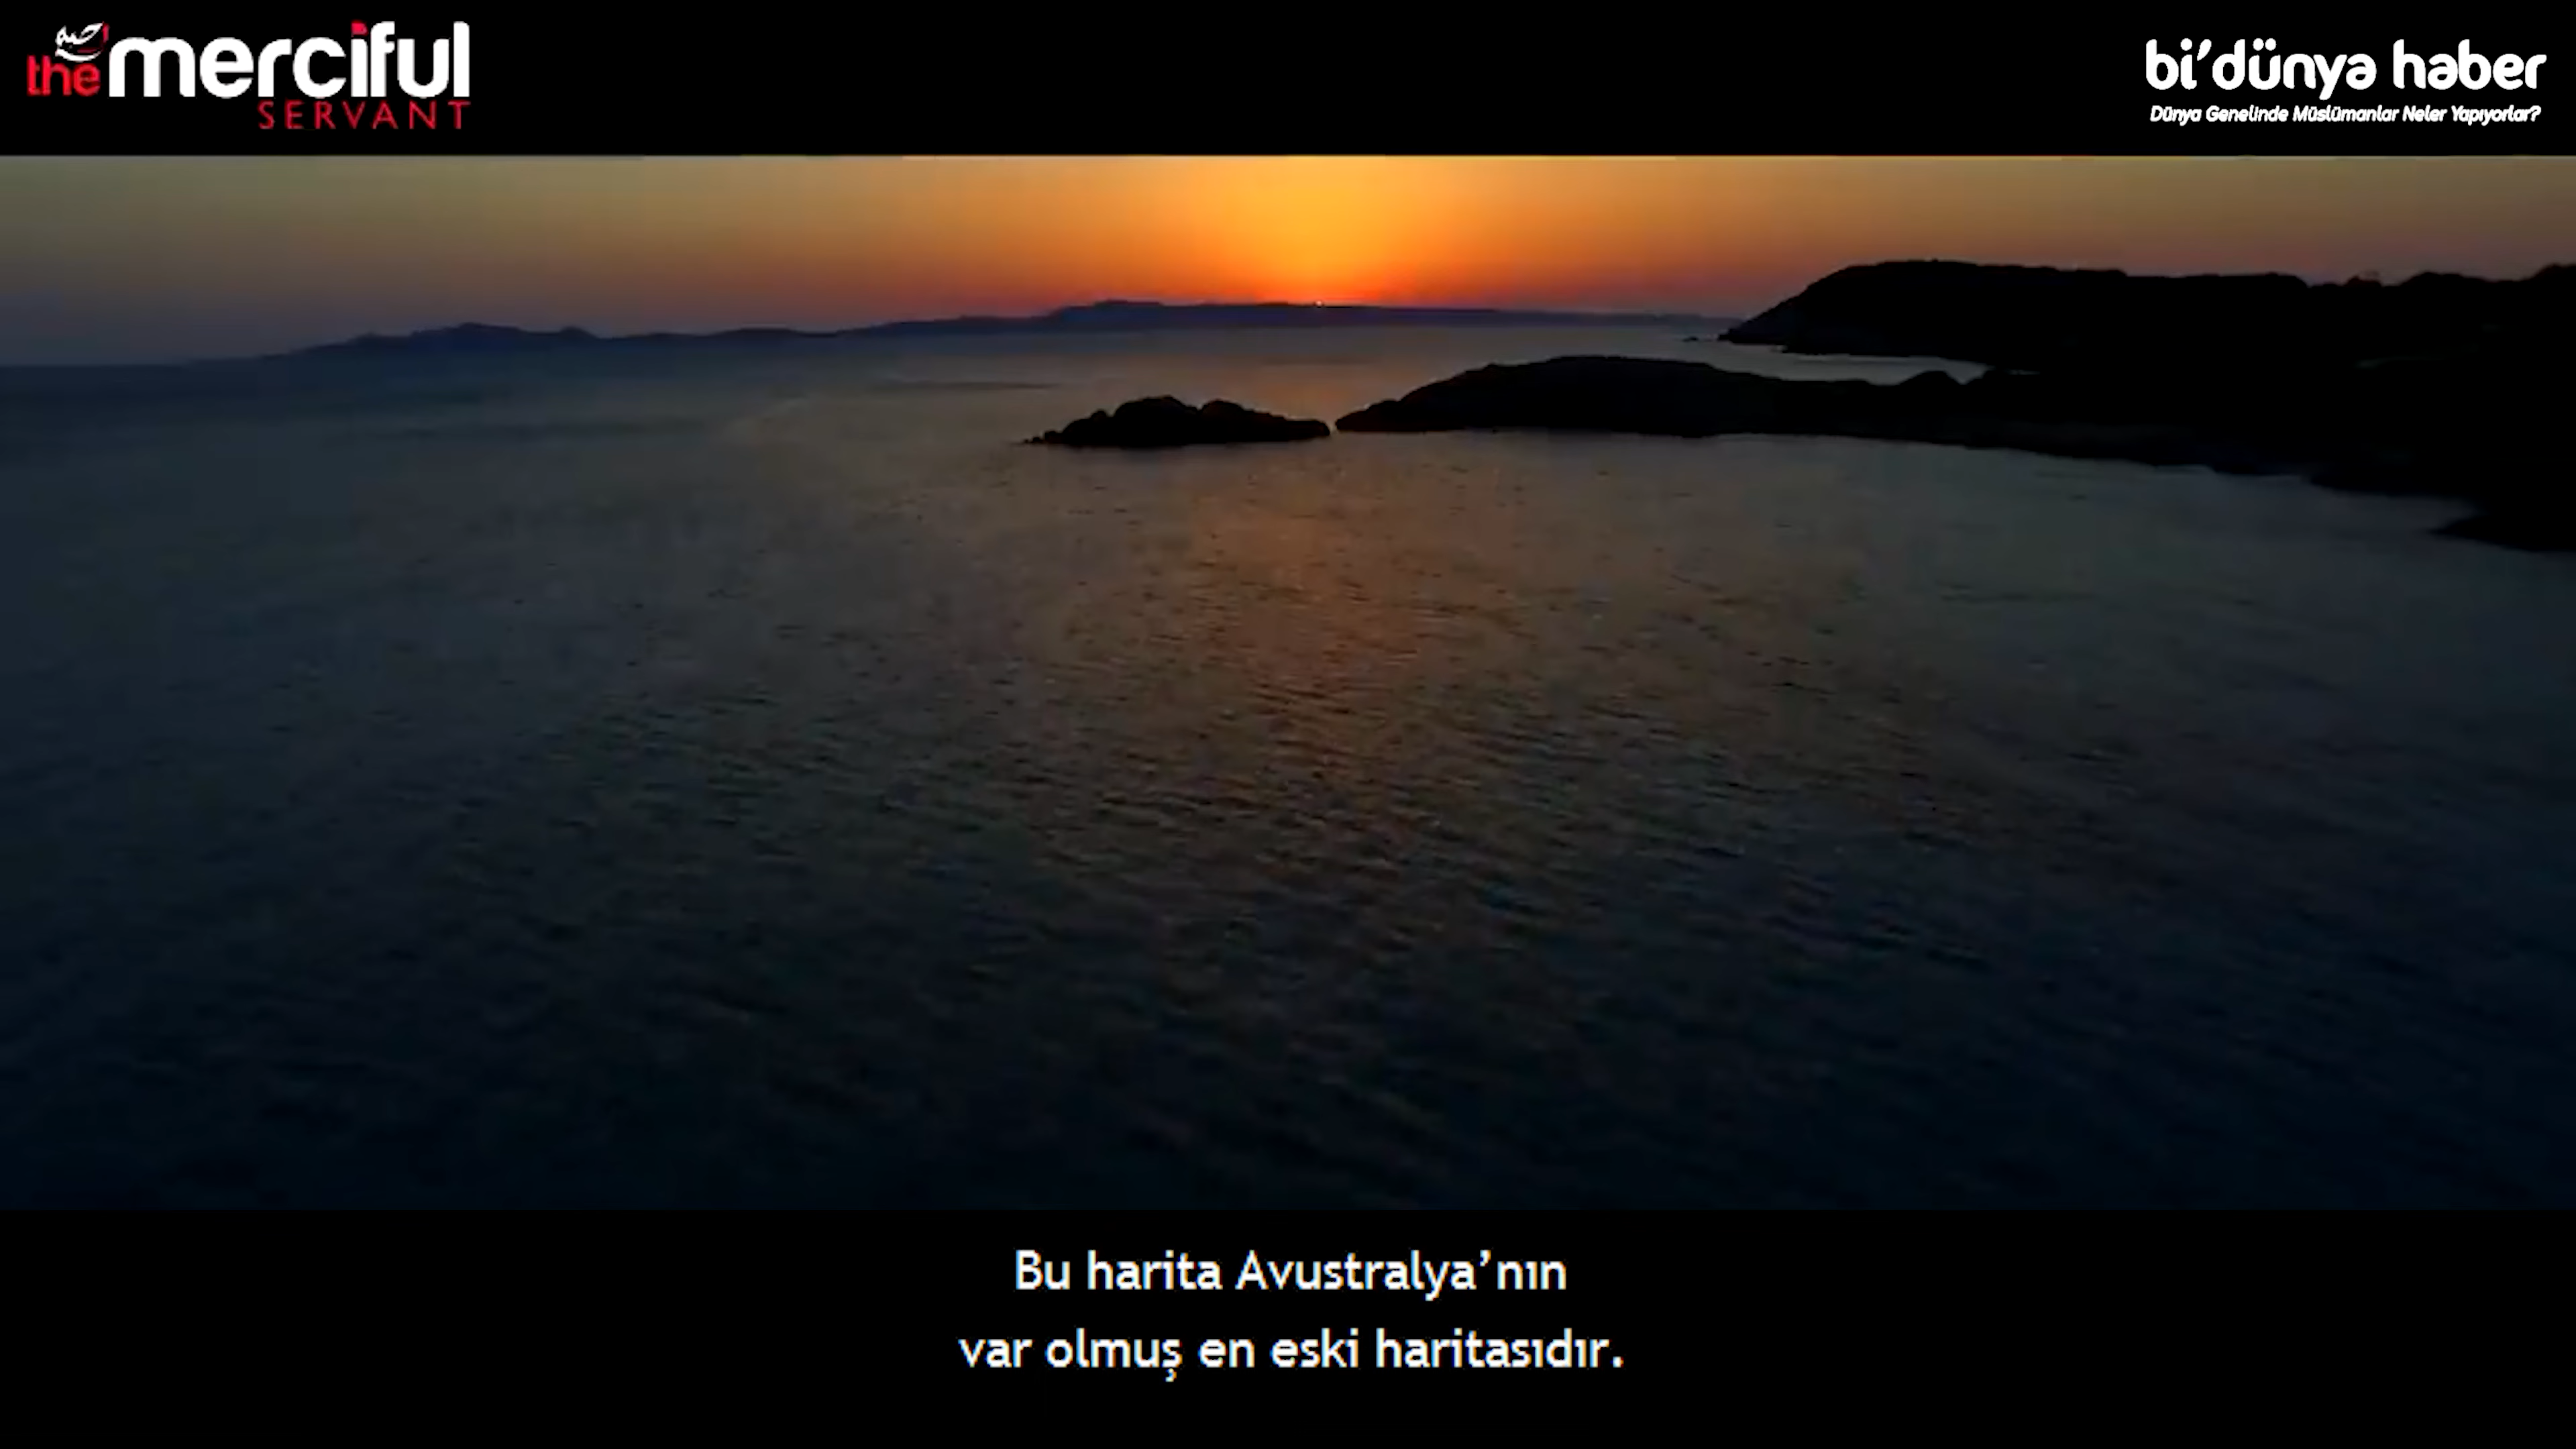 the merciful
SERVANT
bi'dünya haber
Dünya Genelinde Müslümanlar Neler Yapıyorlar?
Bu harita Avustralya’nın
var olmuş en eski haritasıdır.